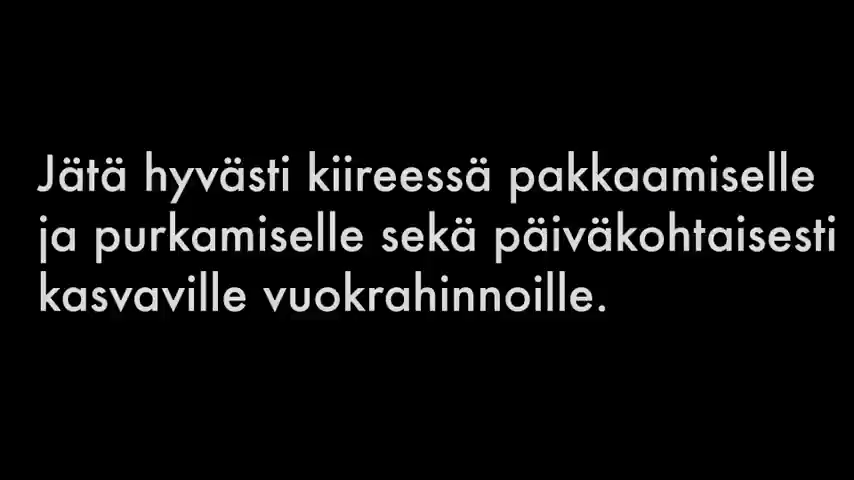 Jätä hyvästi kiireessä pakkaamiselle
ja purkamiselle sekä päiväkohtaisesti
kasvaville vuokrahinnoille.